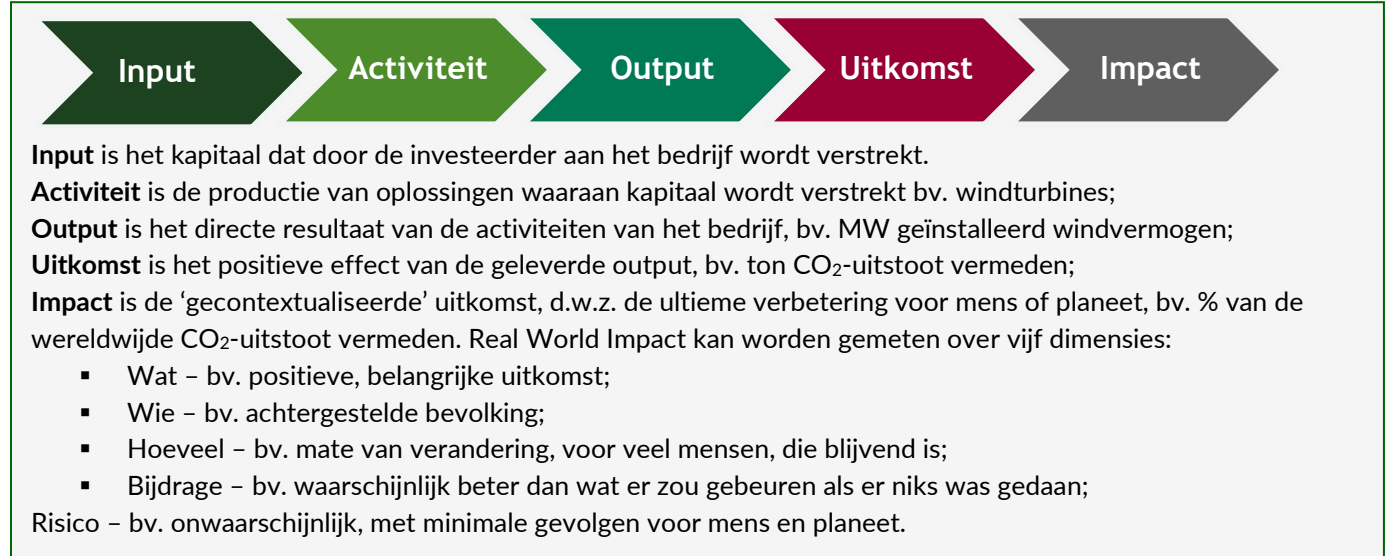 Input Activiteit Output Uitkomst Impact
Input is het kapitaal dat door de investeerder aan het bedrijf wordt verstrekt.
Activiteit is de productie van oplossingen waaraan kapitaal wordt verstrekt bv. windturbines;
Output is het directe resultaat van de activiteiten van het bedrijf, bv. MW geïnstalleerd windvermogen;
Uitkomst is het positieve effect van de geleverde output, bv. ton CO₂-uitstoot vermeden;
Impact is de ‘gecontextualiseerde’ uitkomst, d.w.z. de ultieme verbetering voor mens of planeet, bv. % van de
wereldwijde CO₂-uitstoot vermeden. Real World Impact kan worden gemeten over vijf dimensies:
▪ Wat – bv. positieve, belangrijke uitkomst;
▪ Wie – bv. achtergestelde bevolking;
▪ Hoeveel – bv. mate van verandering, voor veel mensen, die blijvend is;
▪ Bijdrage – bv. waarschijnlijk beter dan wat er zou gebeuren als er niks was gedaan;
Risico – bv. onwaarschijnlijk, met minimale gevolgen voor mens en planeet.